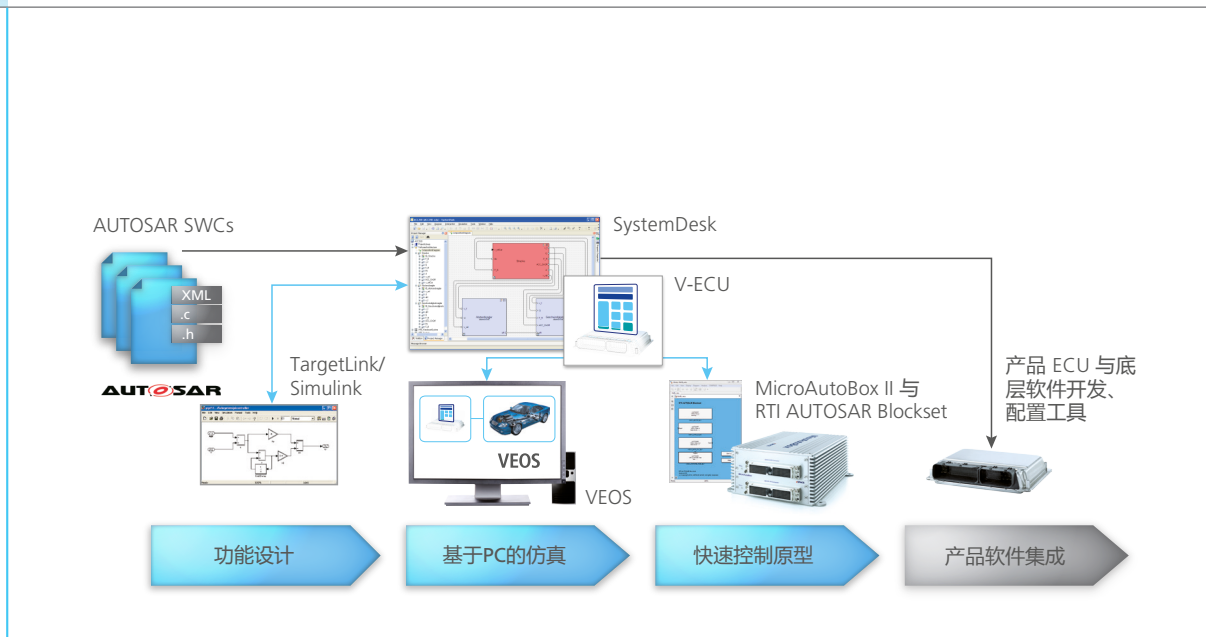 AUTOSAR SWCs
SystemDesk
V-ECU
XML
.c
.h
AUTOSAR
TargetLink/
Simulink
VEOS
VEOS
MicroAutoBox II 与
RTI AUTOSAR Blockset
产品 ECU 与底
层软件开发、
配置工具
功能设计
基于PC的仿真
快速控制原型
产品软件集成